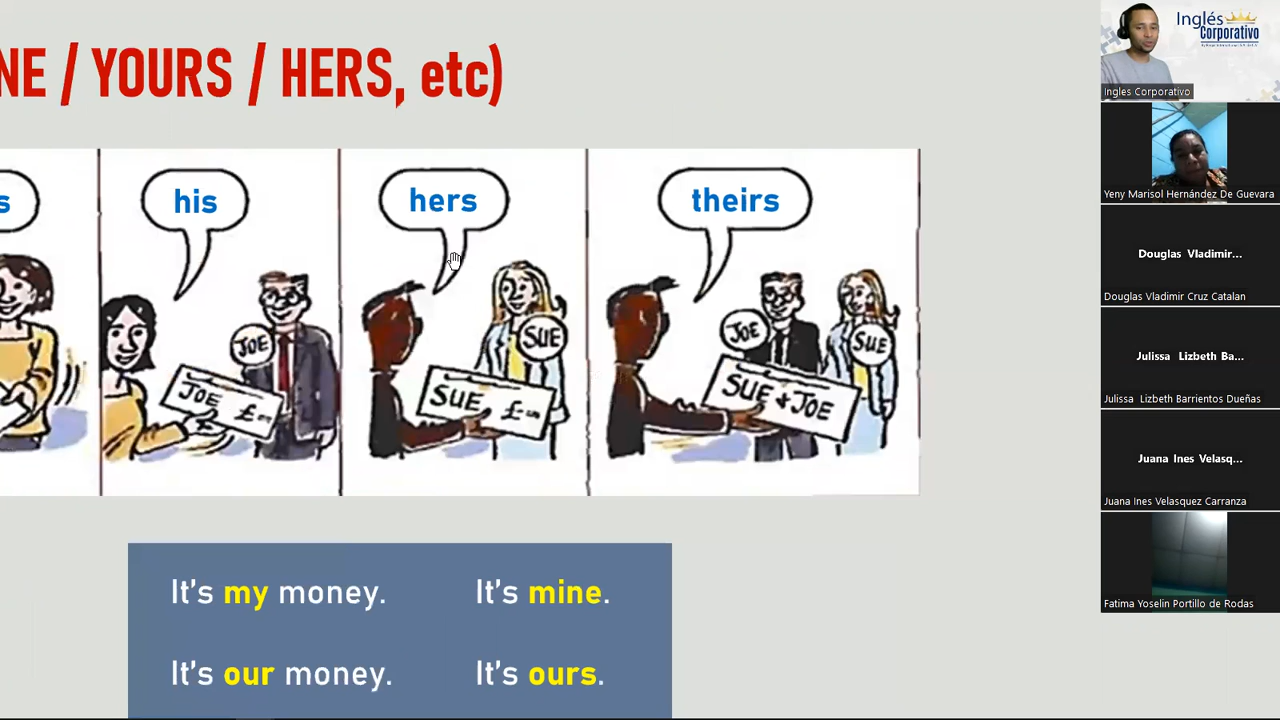 NE / YOURS / HERS, etc)
s
his
hers
theirs
JOE
JOE £
SUE
SUE £
JOE
SUE
SUE + JOE
It's my money. It's mine.
It's our money. It's ours.
Inglés
Corporativo
Ingles Corporativo
Yeny Marisol Hernández De Guevara
Douglas Vladimir...
Douglas Vladimir Cruz Catalan
Julissa Lizbeth Ba...
Julissa Lizbeth Barrientos Dueñas
Juana Ines Velasq...
Juana Ines Velasquez Carranza
Fatima Yoselin Portillo de Rodas